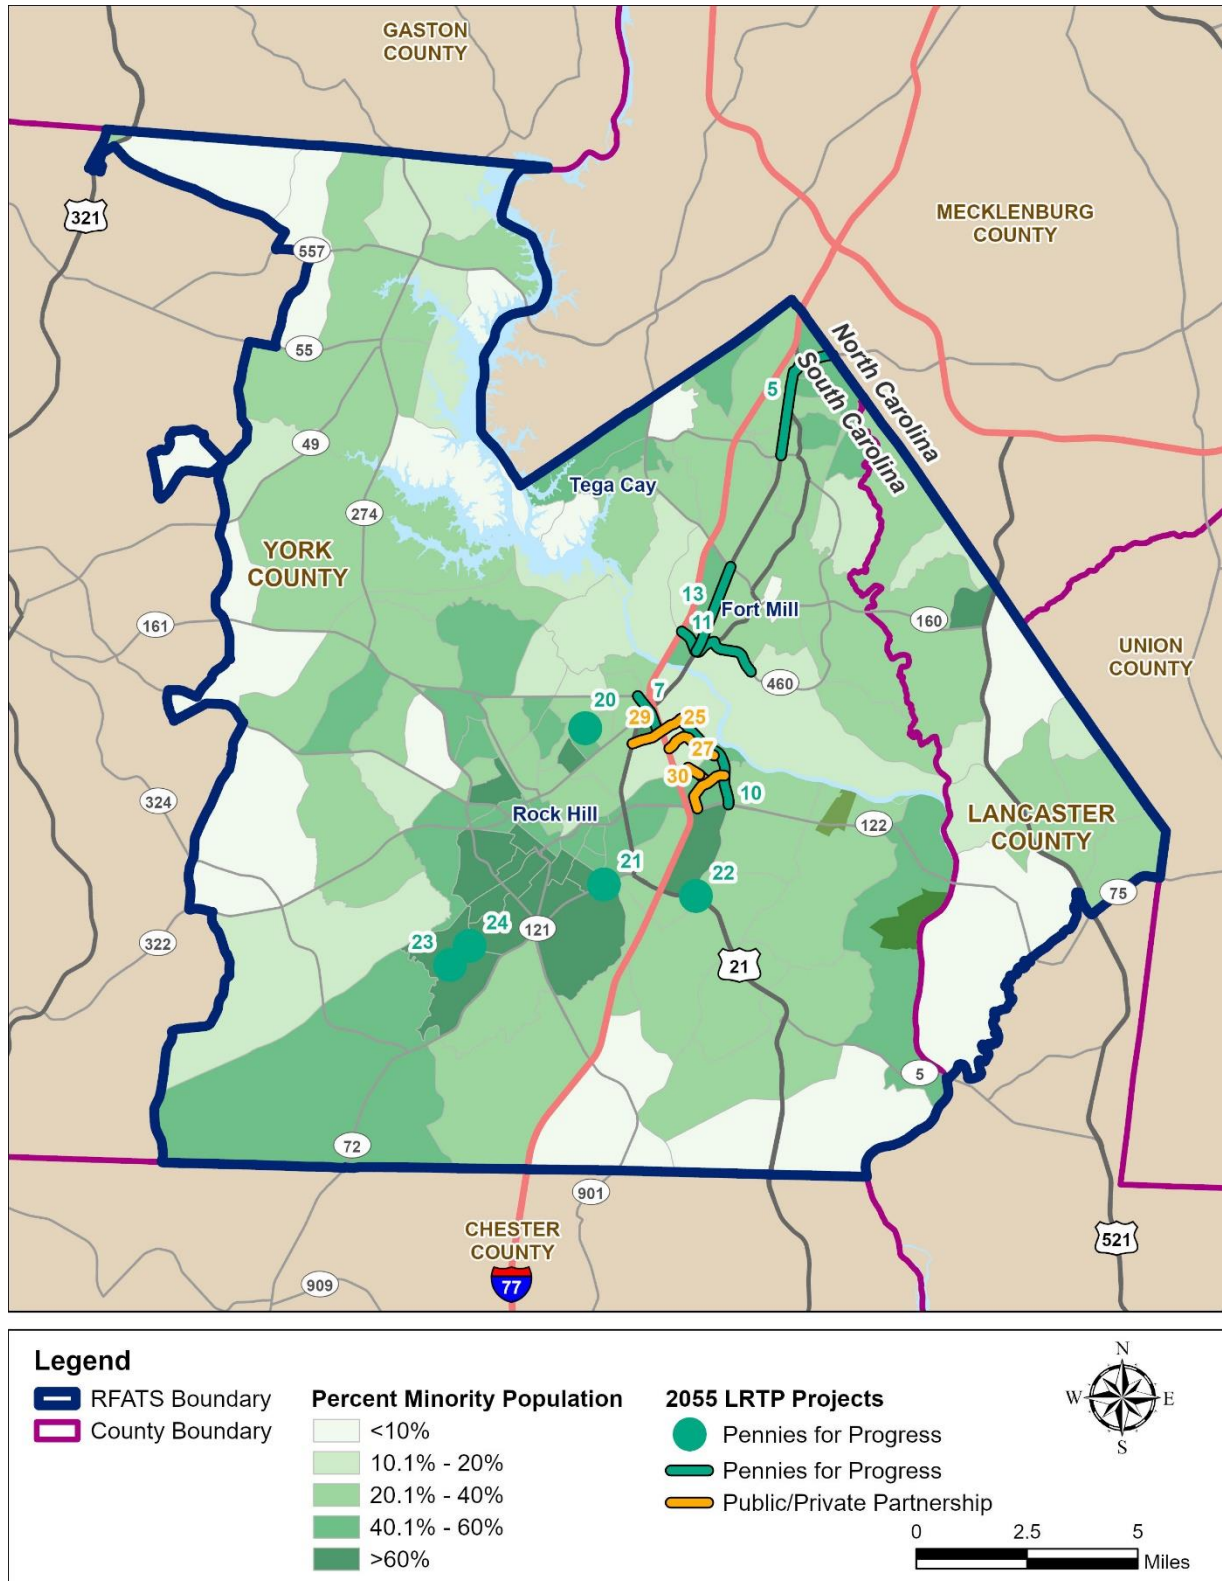 GASTON
COUNTY
MECKLENBURG
COUNTY
321
557
North Carolina
South Carolina
55
5
49
Tega Cay
274
YORK
COUNTY
13
Fort Mill
11
160
161
UNION
COUNTY
460
7
20
29
25
27
30
10
324
Rock Hill
122
LANCASTER
COUNTY
21
22
75
24
121
23
322
21
5
72
901
CHESTER
COUNTY
521
909
77
Legend
RFATS Boundary
County Boundary
Percent Minority Population
<10%
10.1% - 20%
20.1% - 40%
40.1% - 60%
>60%
2055 LRTP Projects
Pennies for Progress
Pennies for Progress
Public/Private Partnership
N
W E
S
0 2.5 5
Miles